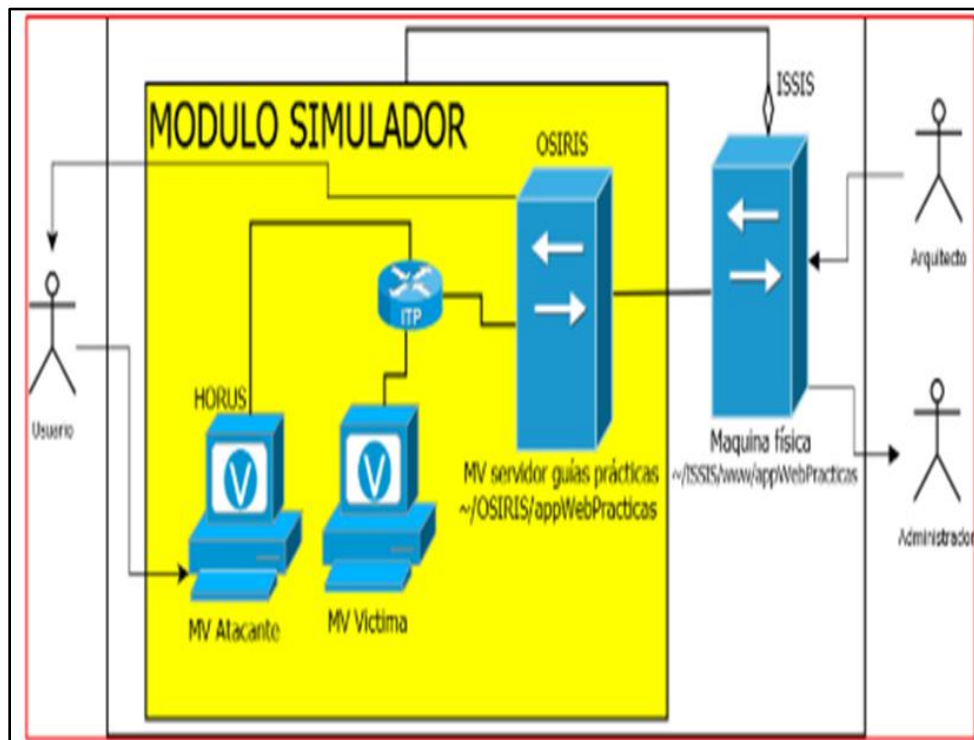 MODULO SIMULADOR
ISSIS
OSIRIS
Arquitecto
ITP
HORUS
Usuario
Maquina física
~/ISSIS/www/appWebPracticas
MV servidor guías prácticas
~/OSIRIS/appWebPracticas
Administrador
MV Atacante
MV Victima
V
V